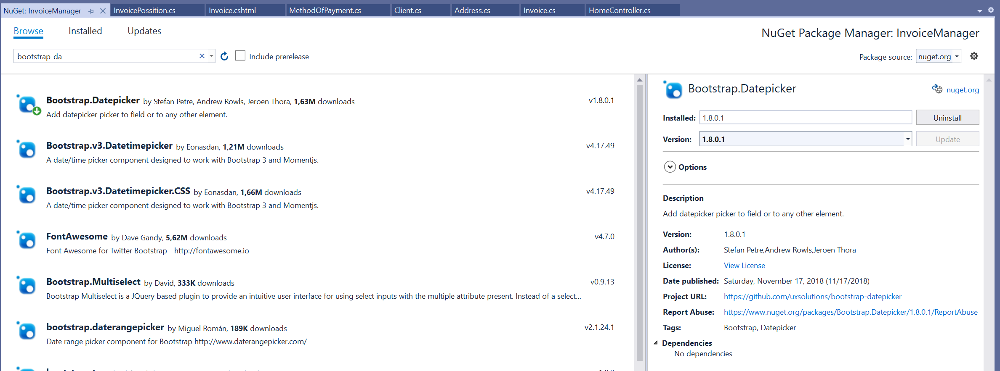 NuGet: InvoiceManager InvoicePossition.cs Invoice.cshtml MethodOfPayment.cs Client.cs Address.cs Invoice.cs HomeController.cs
Browse Installed Updates
NuGet Package Manager: InvoiceManager
bootstrap-da
Include prerelease
Package source: nuget.org
Bootstrap.Datepicker by Stefan Petre, Andrew Rowls, Jeroen Thora, 1,63M downloads v1.8.0.1
Add datepicker picker to field or to any other element.
Bootstrap.v3.Datetimepicker by Eonasdan, 1,21M downloads v4.17.49
A date/time picker component designed to work with Bootstrap 3 and Momentjs.
Bootstrap.v3.Datetimepicker.CSS by Eonasdan, 1,66M downloads v4.17.49
A date/time picker component designed to work with Bootstrap 3 and Momentjs.
FontAwesome by Dave Gandy, 5,62M downloads v4.7.0
Font Awesome for Twitter Bootstrap - http://fontawesome.io
Bootstrap.Multiselect by David, 333K downloads v0.9.13
Bootstrap Multiselect is a JQuery based plugin to provide an intuitive user interface for using select inputs with the multiple attribute present. Instead of a select...
bootstrap.daterangepicker by Miguel Román, 189K downloads v2.1.24.1
Date range picker component for Bootstrap http://www.daterangepicker.com/
Bootstrap.Datepicker
nuget.org
Installed: 1.8.0.1 Uninstall
Version: 1.8.0.1 Update
Options
Description
Add datepicker picker to field or to any other element.
Version: 1.8.0.1
Author(s): Stefan Petre,Andrew Rowls,Jeroen Thora
License: View License
Date published: Saturday, November 17, 2018 (11/17/2018)
Project URL: https://github.com/uxsolutions/bootstrap-datepicker
Report Abuse: https://www.nuget.org/packages/Bootstrap.Datepicker/1.8.0.1/ReportAbuse
Tags: Bootstrap, Datepicker
Dependencies
No dependencies